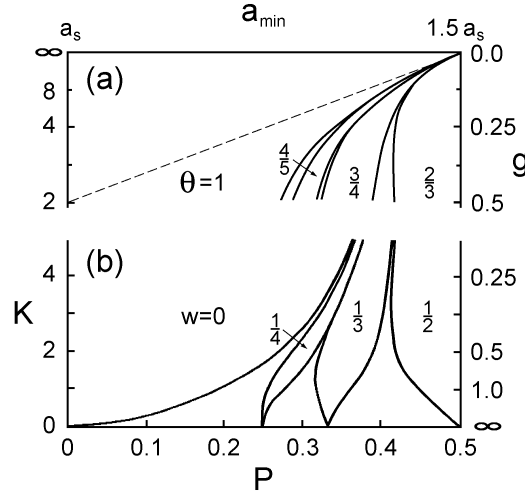 a_min
a_s 1.5 a_s
∞ (a) 0.0
8
4 0.25
4/5
θ=1 3/4 2/3 g
2 0.5
(b)
4 0.25
K w=0 1/4 1/3 1/2
2 0.5
1.0
0 ∞
0 0.1 0.2 0.3 0.4 0.5
P